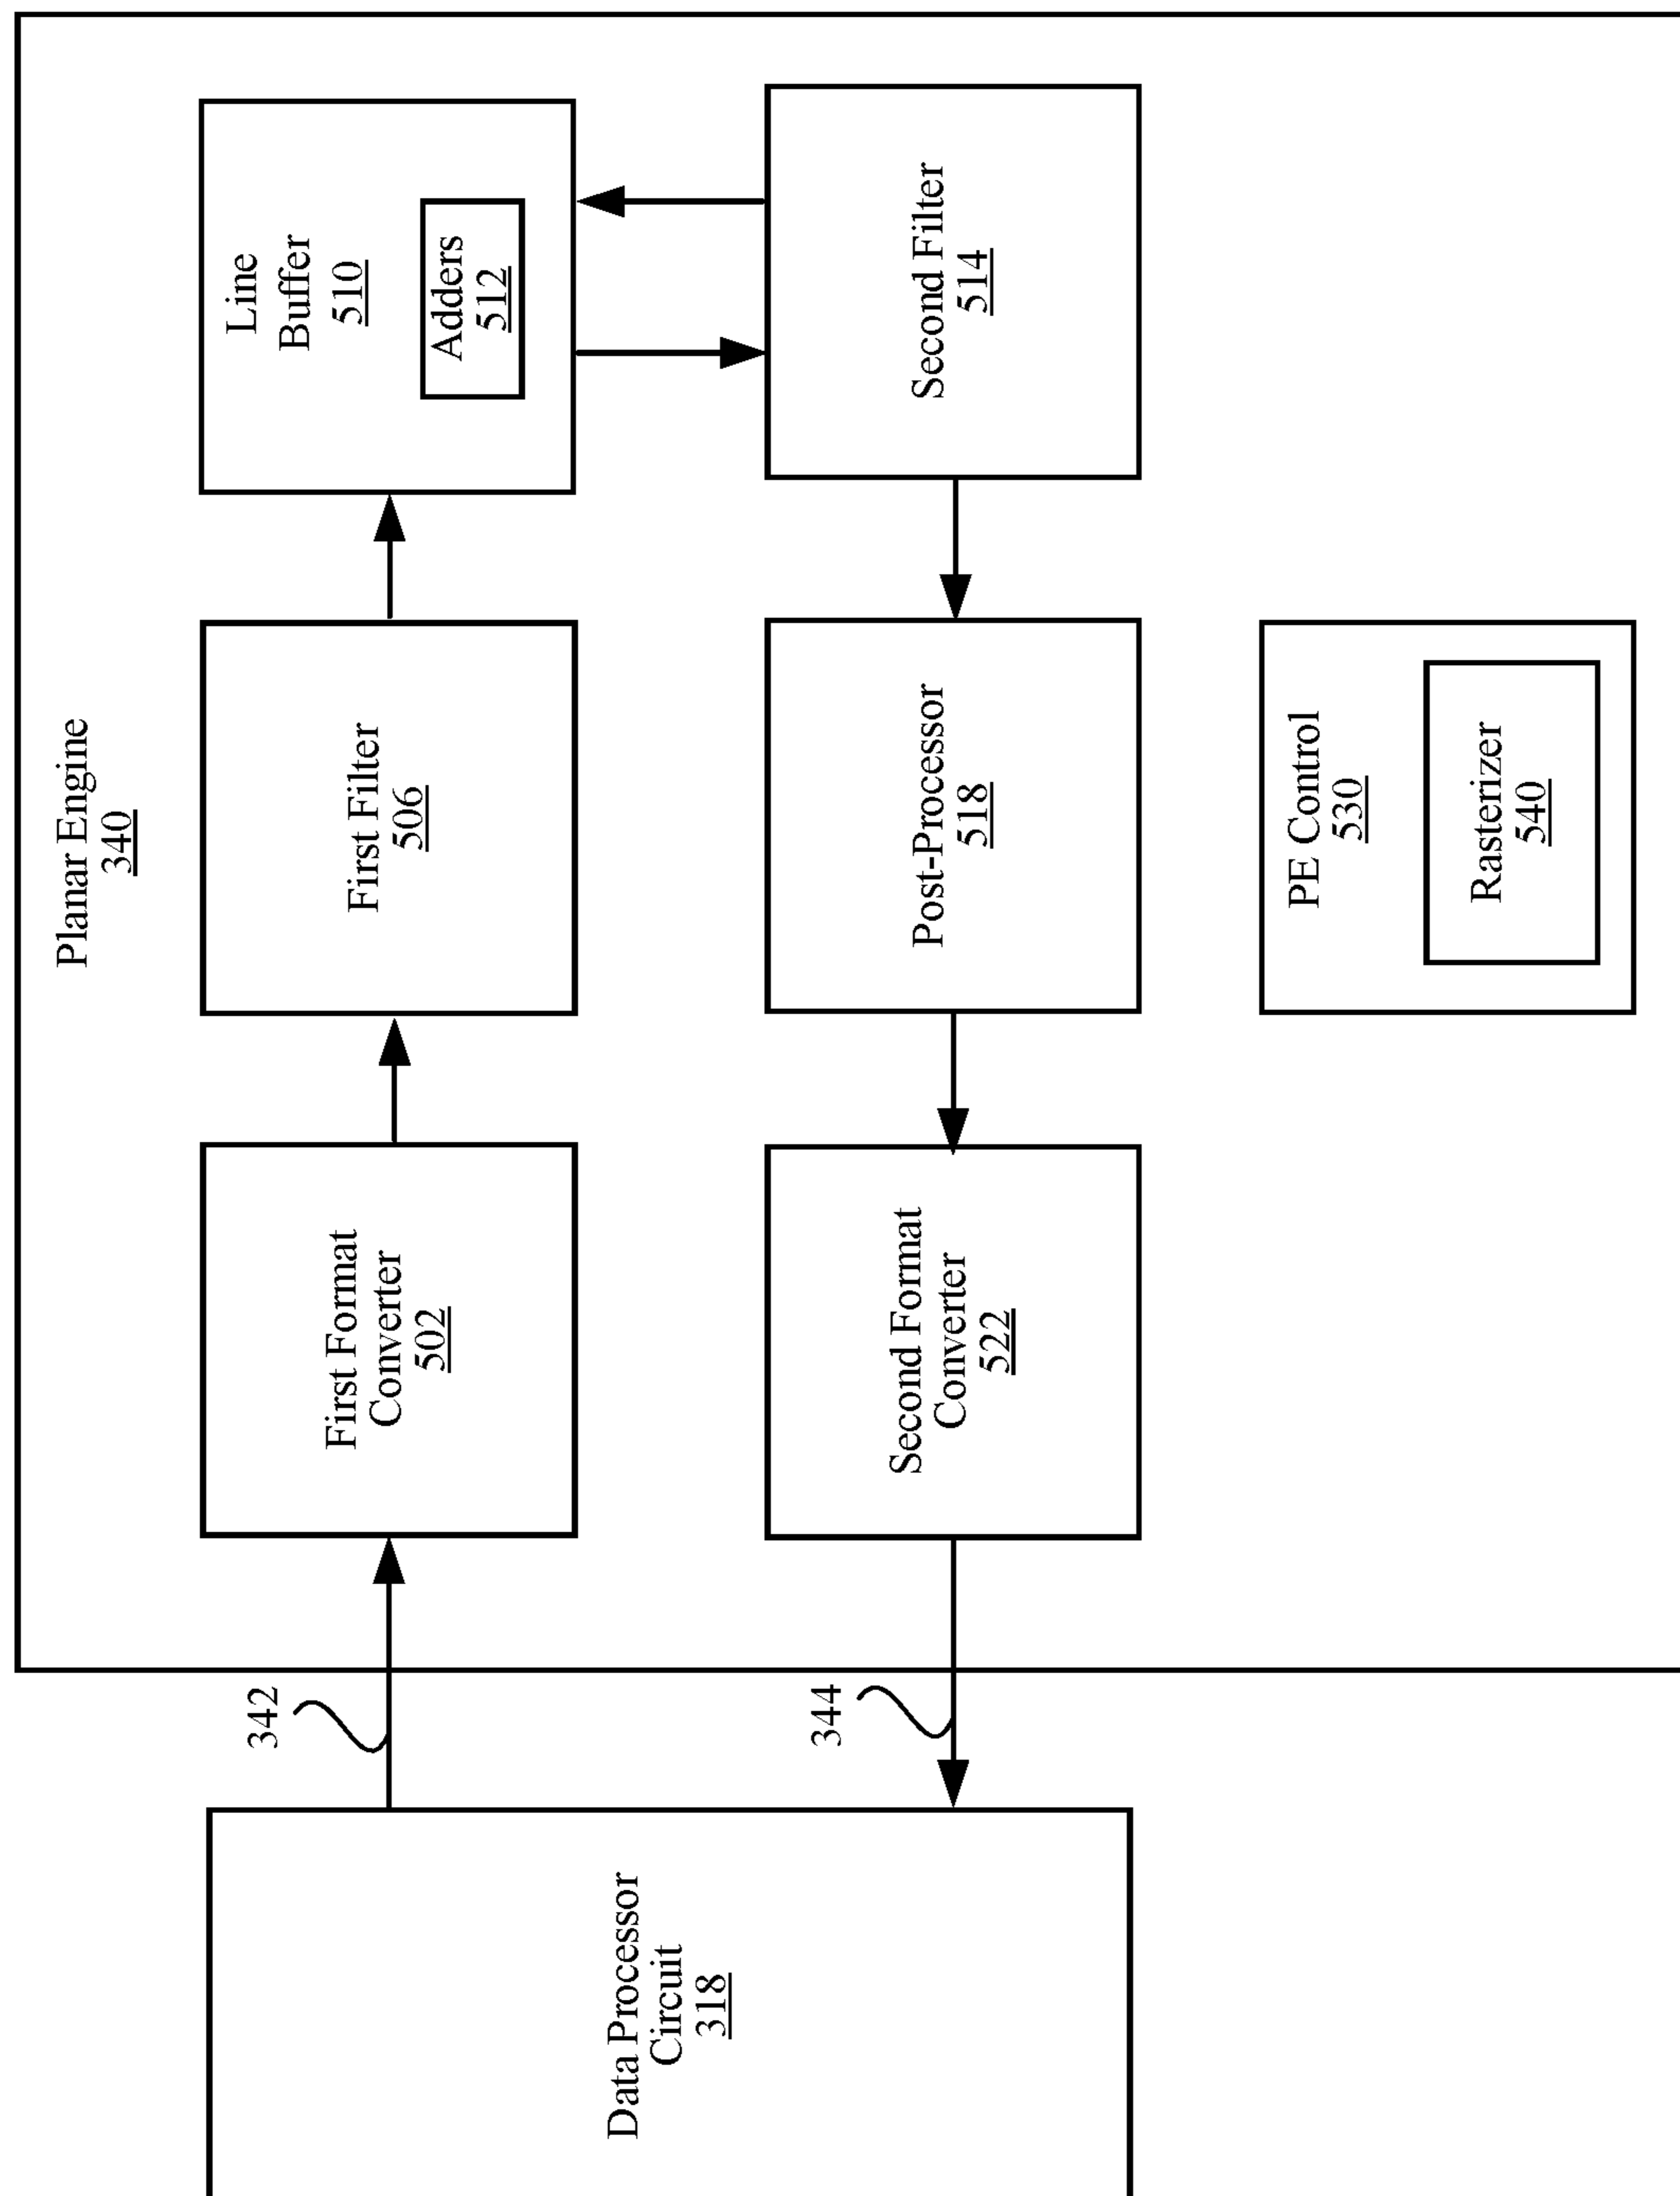 Planar Engine
340
Data Processor
Circuit
318
342
344
First Format
Converter
502
First Filter
506
Line
Buffer
510
Adders
512
Second Format
Converter
522
Post-Processor
518
Second Filter
514
PE Control
530
Rasterizer
540